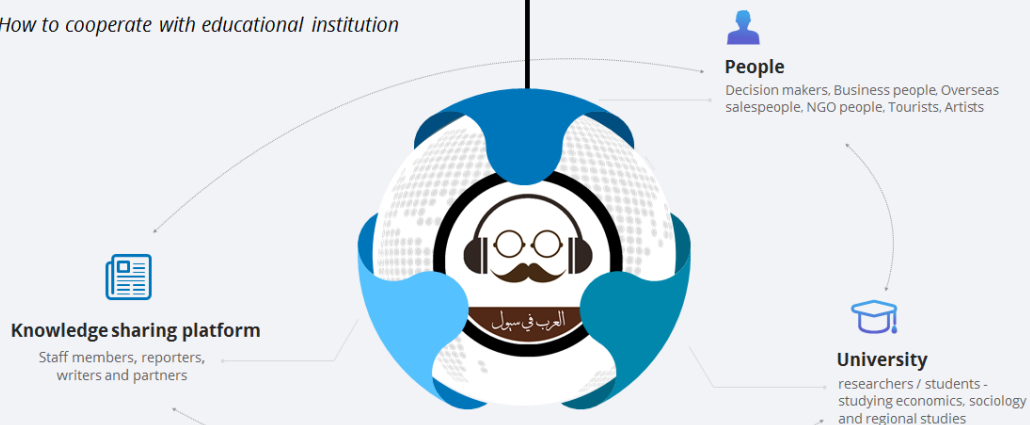 How to cooperate with educational institution
People
Decision makers, Business people, Overseas
salespeople, NGO people, Tourists, Artists
العرب في سيول
Knowledge sharing platform
Staff members, reporters,
writers and partners
University
researchers / students -
studying economics, sociology
and regional studies